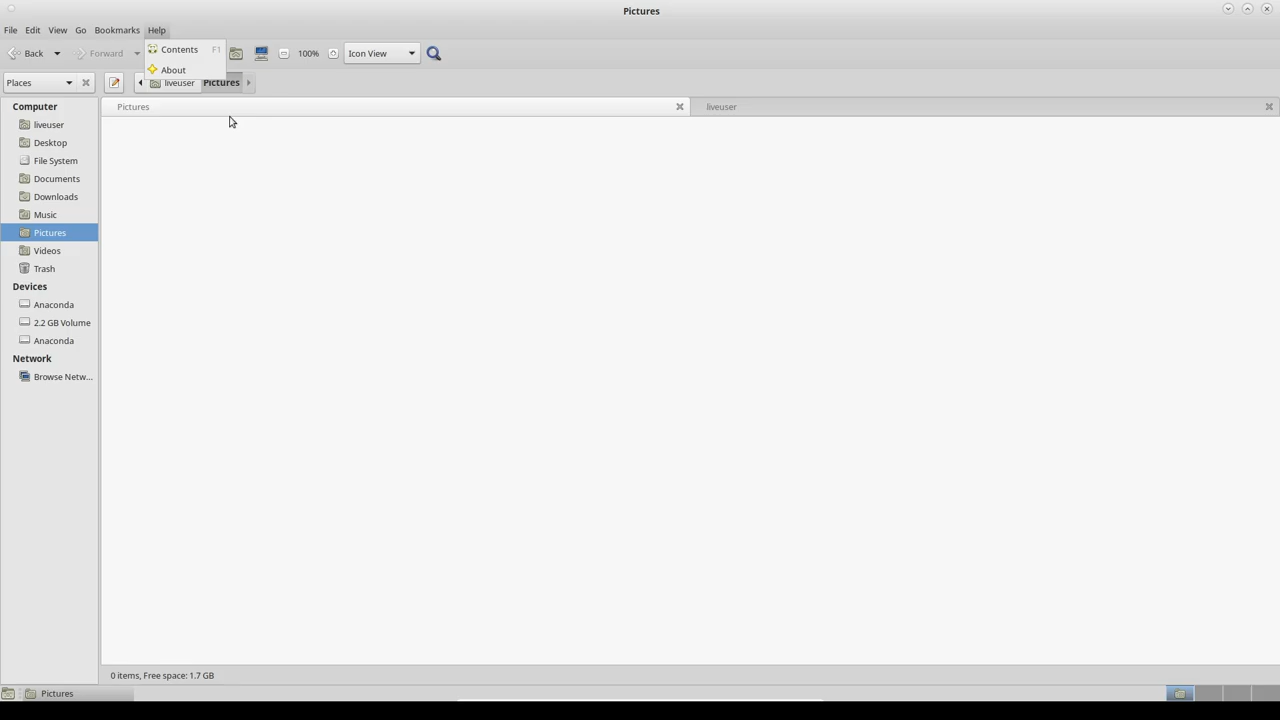 Pictures
File Edit View Go Bookmarks Help
Back Forward Contents F1 100% Icon View
About
Places liveuser Pictures
Pictures liveuser
Computer
liveuser
Desktop
File System
Documents
Downloads
Music
Pictures
Videos
Trash
Devices
Anaconda
2.2 GB Volume
Anaconda
Network
Browse Netw...
0 items, Free space: 1.7 GB
Pictures